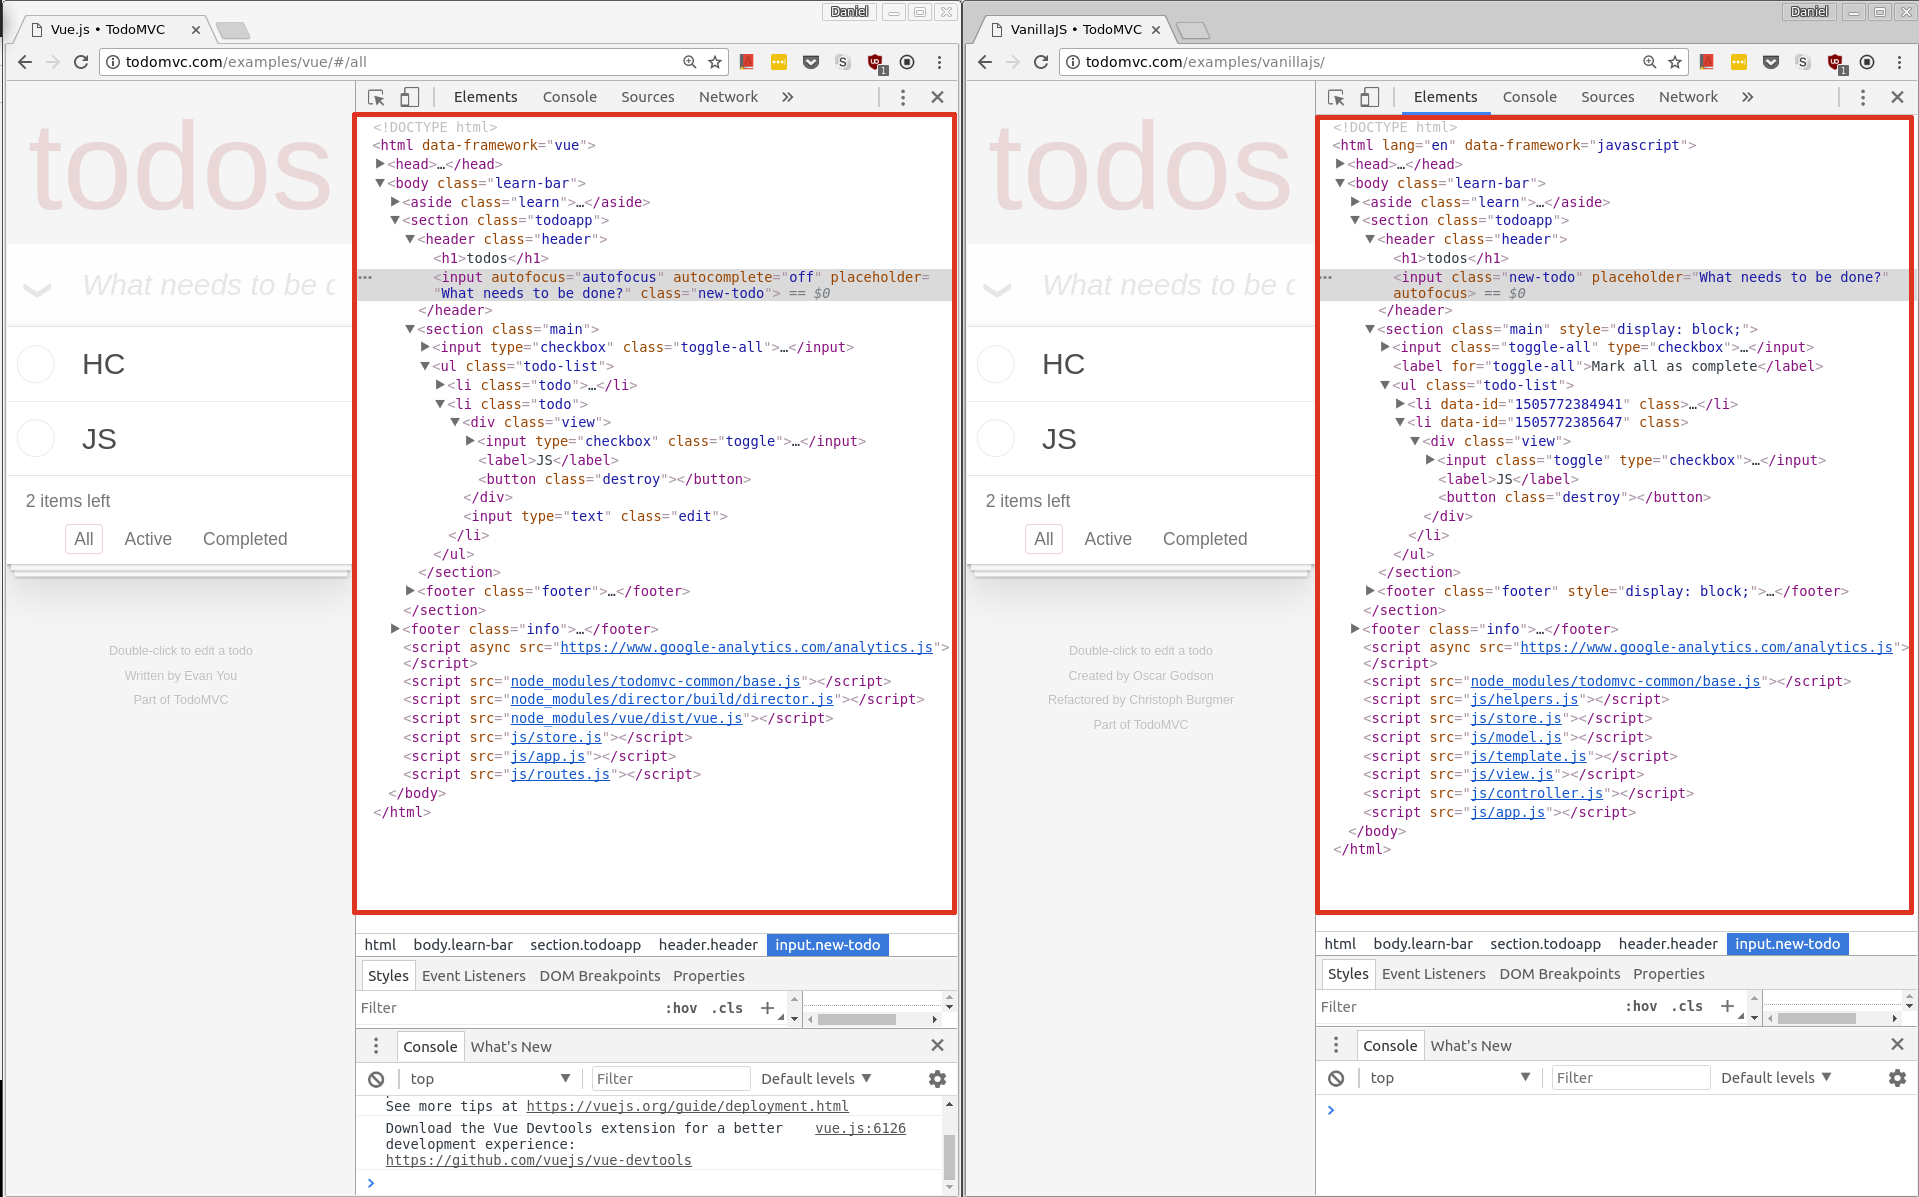 Daniel
Vue.js • TodoMVC
todomvc.com/examples/vue/#/all
1
todos
What needs to be d
HC
JS
2 items left
All Active Completed
Double-click to edit a todo
Written by Evan You
Part of TodoMVC
Elements Console Sources Network »
<!DOCTYPE html>
<html data-framework="vue">
<head>…</head>
<body class="learn-bar">
<aside class="learn">…</aside>
<section class="todoapp">
<header class="header">
<h1>todos</h1>
<input autofocus="autofocus" autocomplete="off" placeholder=
"What needs to be done?" class="new-todo"> == $0
</header>
<section class="main">
<input type="checkbox" class="toggle-all">…</input>
<ul class="todo-list">
<li class="todo">…</li>
<li class="todo">
<div class="view">
<input type="checkbox" class="toggle">…</input>
<label>JS</label>
<button class="destroy"></button>
</div>
<input type="text" class="edit">
</li>
</ul>
</section>
<footer class="footer">…</footer>
</section>
<footer class="info">…</footer>
<script async src="https://www.google-analytics.com/analytics.js">
</script>
<script src="node_modules/todomvc-common/base.js"></script>
<script src="node_modules/director/build/director.js"></script>
<script src="node_modules/vue/dist/vue.js"></script>
<script src="js/store.js"></script>
<script src="js/app.js"></script>
<script src="js/routes.js"></script>
</body>
</html>
html body.learn-bar section.todoapp header.header input.new-todo
Styles Event Listeners DOM Breakpoints Properties
Filter :hov .cls +
Console What's New
top Filter Default levels
See more tips at https://vuejs.org/guide/deployment.html
Download the Vue Devtools extension for a better vue.js:6126
development experience:
https://github.com/vuejs/vue-devtools
>
Daniel
VanillaJS • TodoMVC
todomvc.com/examples/vanillajs/
1
todos
What needs to be d
HC
JS
2 items left
All Active Completed
Double-click to edit a todo
Created by Oscar Godson
Refactored by Christoph Burgmer
Part of TodoMVC
Elements Console Sources Network »
<!DOCTYPE html>
<html lang="en" data-framework="javascript">
<head>…</head>
<body class="learn-bar">
<aside class="learn">…</aside>
<section class="todoapp">
<header class="header">
<h1>todos</h1>
<input class="new-todo" placeholder="What needs to be done?"
autofocus> == $0
</header>
<section class="main" style="display: block;">
<input class="toggle-all" type="checkbox">…</input>
<label for="toggle-all">Mark all as complete</label>
<ul class="todo-list">
<li data-id="1505772384941" class>…</li>
<li data-id="1505772385647" class>
<div class="view">
<input class="toggle" type="checkbox">…</input>
<label>JS</label>
<button class="destroy"></button>
</div>
</li>
</ul>
</section>
<footer class="footer" style="display: block;">…</footer>
</section>
<footer class="info">…</footer>
<script async src="https://www.google-analytics.com/analytics.js">
</script>
<script src="node_modules/todomvc-common/base.js"></script>
<script src="js/helpers.js"></script>
<script src="js/store.js"></script>
<script src="js/model.js"></script>
<script src="js/template.js"></script>
<script src="js/view.js"></script>
<script src="js/controller.js"></script>
<script src="js/app.js"></script>
</body>
</html>
html body.learn-bar section.todoapp header.header input.new-todo
Styles Event Listeners DOM Breakpoints Properties
Filter :hov .cls +
Console What's New
top Filter Default levels
>